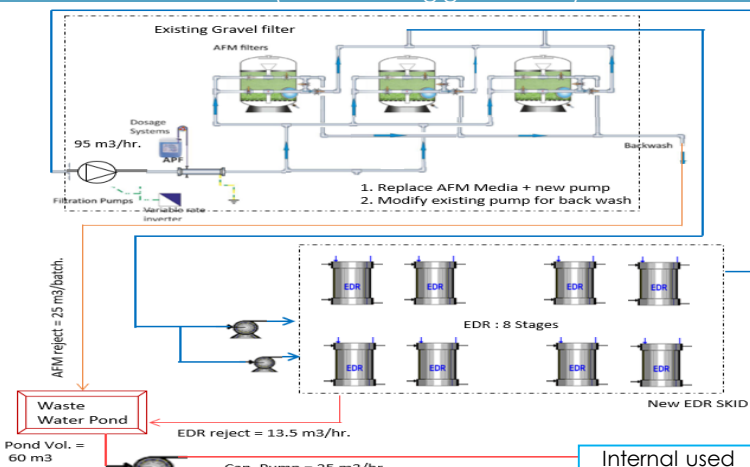 Existing Gravel filter
AFM filters
Dosage
Systems
95 m3/hr.
APF
Backwash
1. Replace AFM Media + new pump
2. Modify existing pump for back wash
Filtration Pumps
Variable rate
inverter
AFM reject = 25 m3/batch.
EDR
EDR
EDR
EDR
EDR : 8 Stages
EDR
EDR
EDR
EDR
New EDR SKID
Waste
Water Pond
EDR reject = 13.5 m3/hr.
Pond Vol. =
60 m3
Internal used